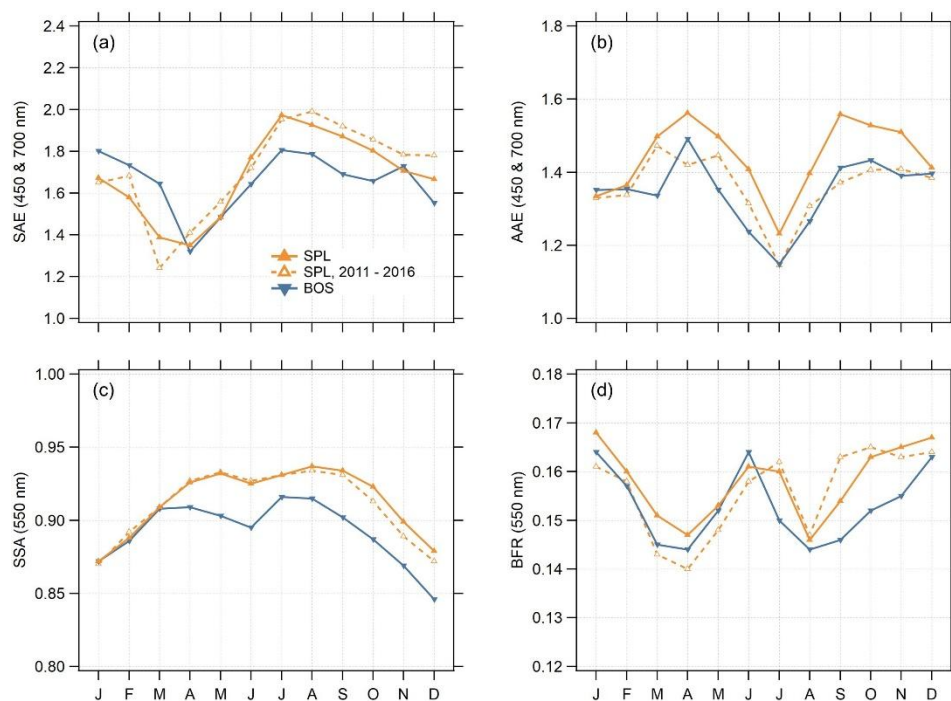 (a)
SAE (450 & 700 nm)
2.4
2.2
2.0
1.8
1.6
1.4
1.2
1.0
SPL
SPL, 2011 - 2016
BOS
(b)
AAE (450 & 700 nm)
1.8
1.6
1.4
1.2
1.0
J F M A M J J A S O N D
(c)
SSA (550 nm)
1.00
0.95
0.90
0.85
0.80
J F M A M J J A S O N D
(d)
BFR (550 nm)
0.18
0.17
0.16
0.15
0.14
0.13
0.12
J F M A M J J A S O N D